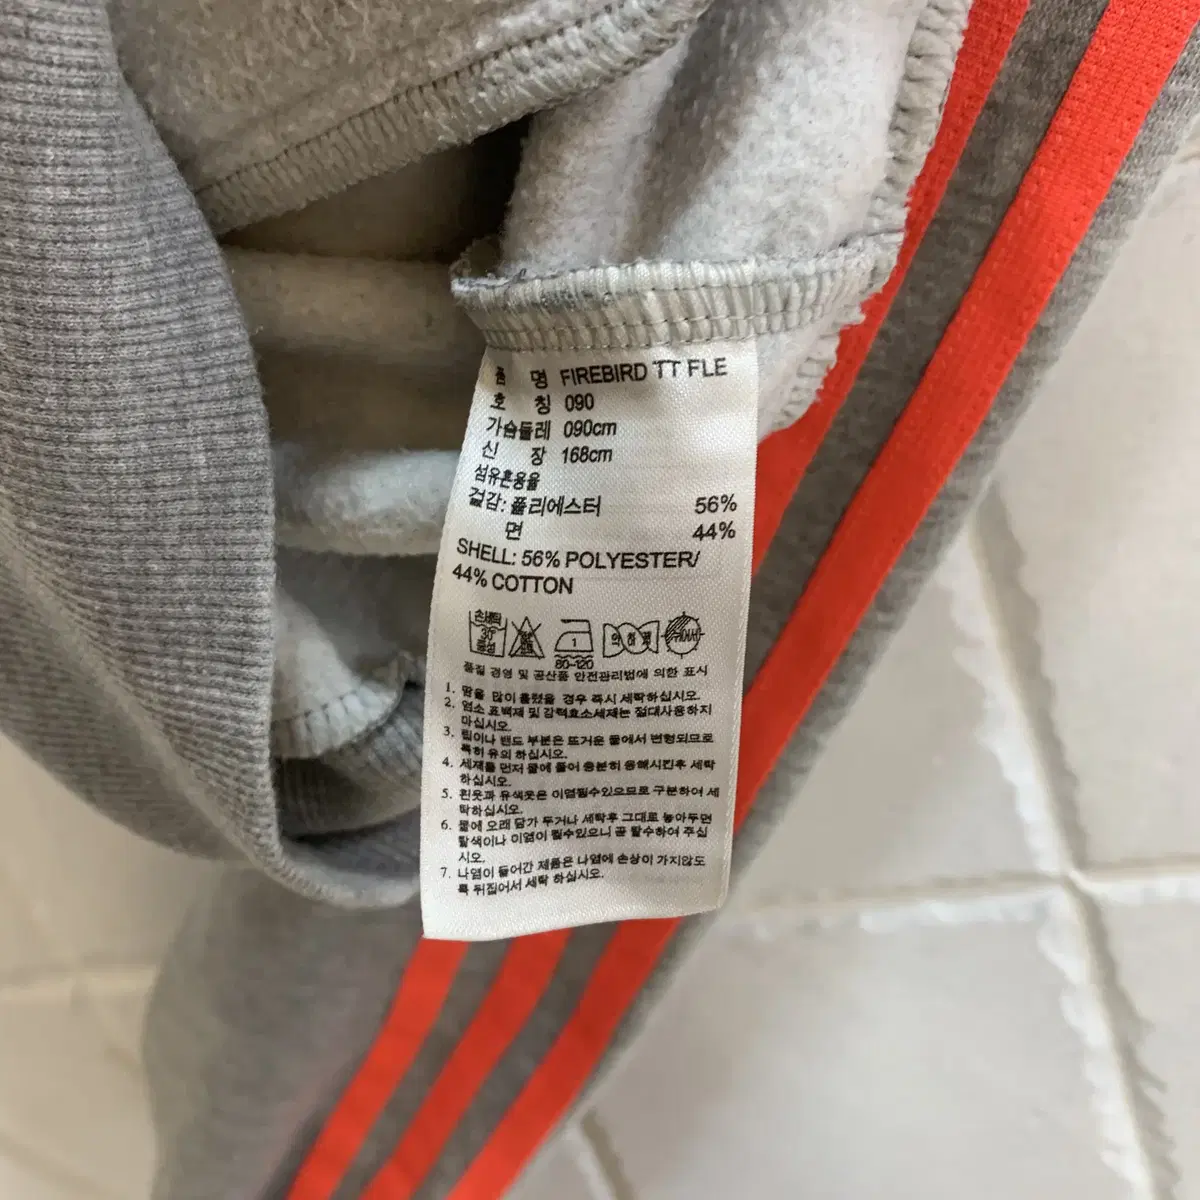 품 명 FIREBIRD TT FLE
호 칭 090
가슴둘레 090cm
신 장 168cm
섬유혼용율
겉감: 폴리에스터 56%
면 44%
SHELL: 56% POLYESTER/
44% COTTON
손세탁
30°
중성
1
80~120
품질 경영 및 공산품 안전관리법에 의한 표시
1. 땀을 많이 흘렸을 경우 즉시 세탁하십시오.
2. 염소 표백제 및 강력효소세제는 절대사용하지
마십시오.
3. 립이나 밴드 부분은 뜨거운 물에서 변형되므로
특히 유의 하십시오.
4. 세제를 먼저 물에 풀어 충분히 용해시킨후 세탁
하십시오.
5. 흰옷과 유색옷은 이염될수있으므로 구분하여 세
탁하십시오.
6. 물에 오래 담가 두거나 세탁후 그대로 놓아두면
탈색이나 이염이 될수있으니 곧 탈수하여 주십
시오.
7. 나염이 들어간 제품은 나염에 손상이 가지않도
록 뒤집어서 세탁 하십시오.